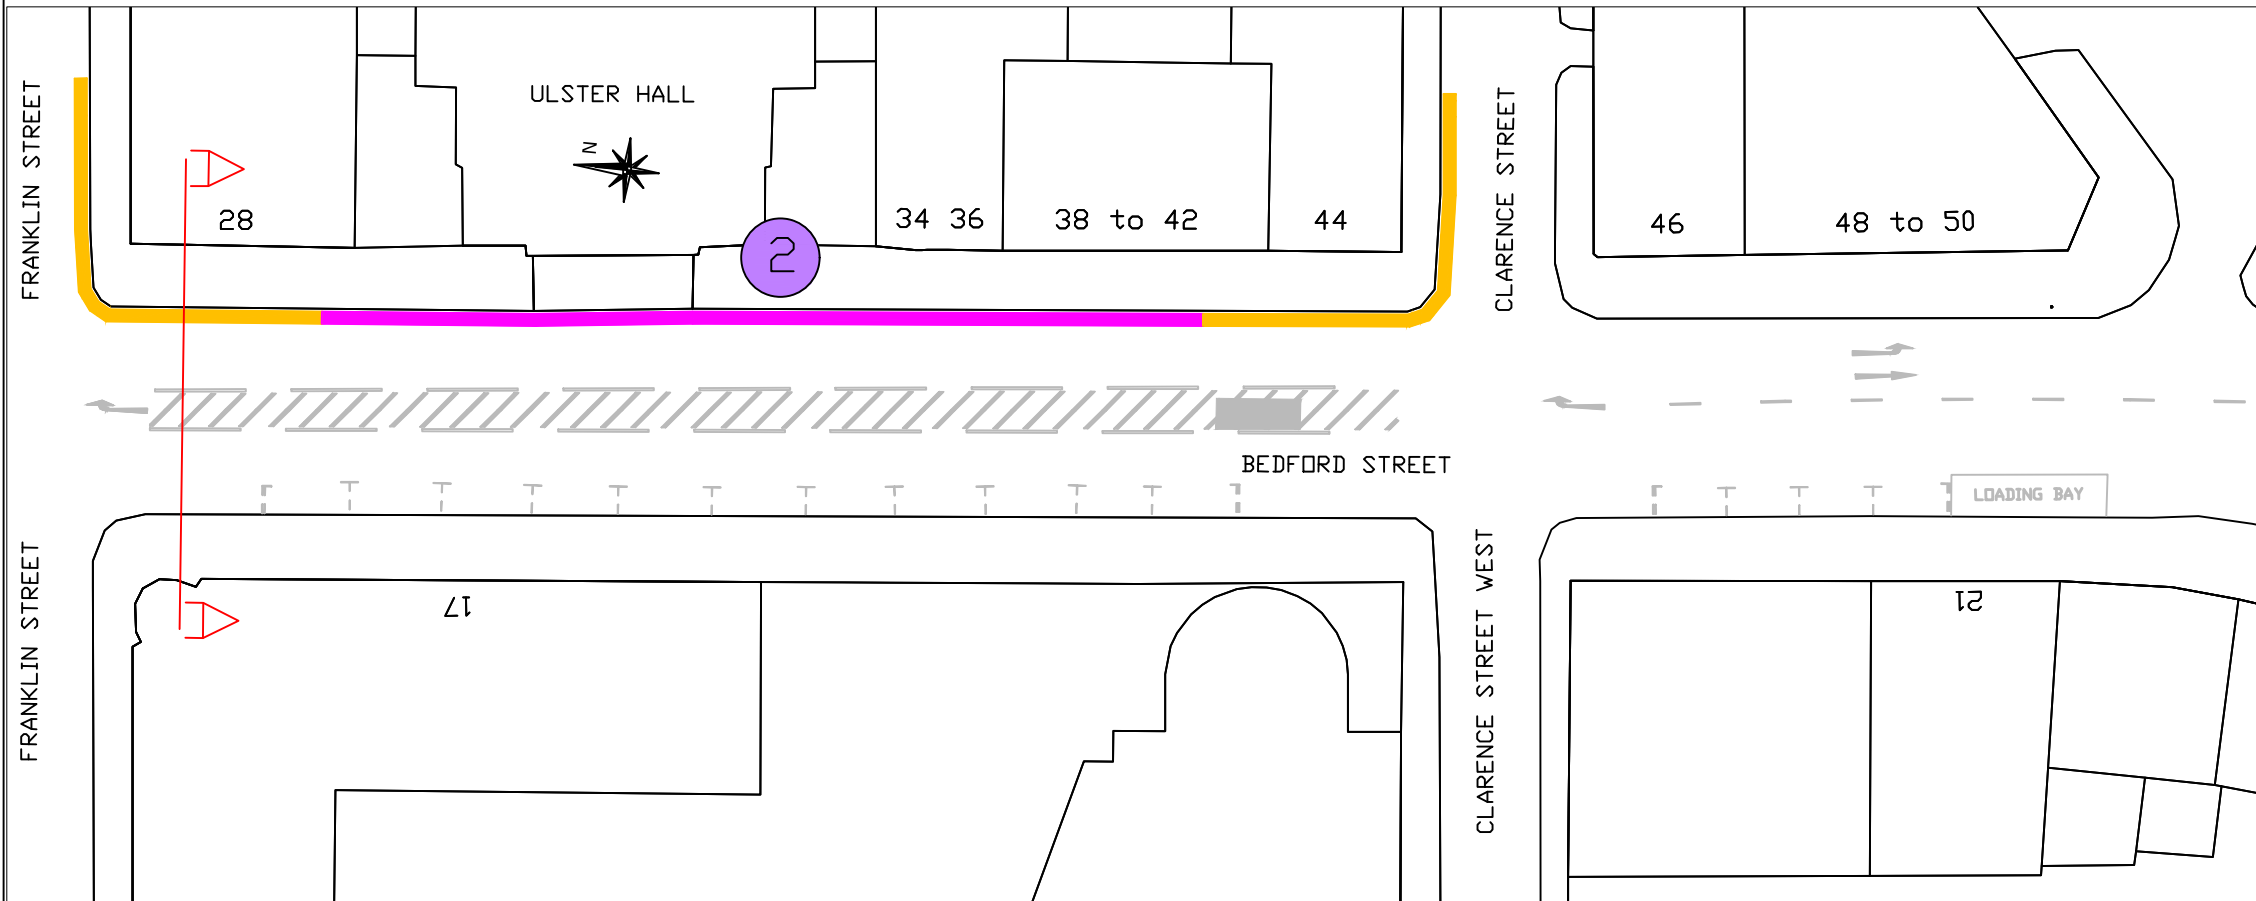 FRANKLIN STREET
ULSTER HALL
N
28
2
34 36
38 to 42
44
CLARENCE STREET
46
48 to 50
BEDFORD STREET
LOADING BAY
FRANKLIN STREET
17
CLARENCE STREET WEST
21